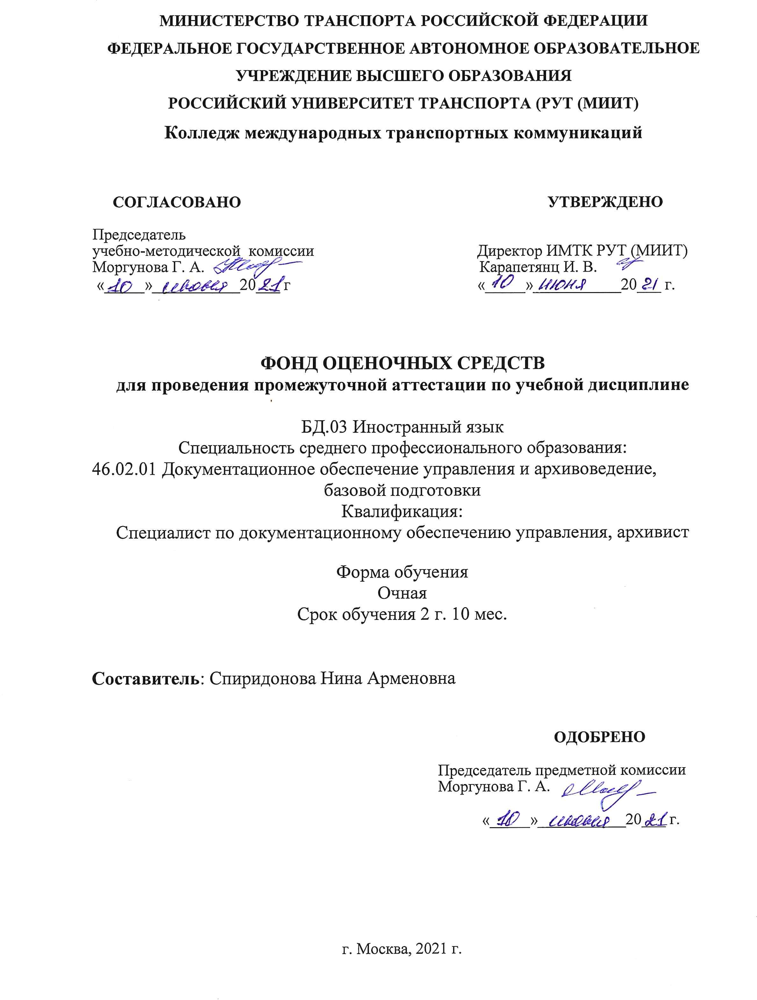 МИНИСТЕРСТВО ТРАНСПОРТА РОССИЙСКОЙ ФЕДЕРАЦИИ
ФЕДЕРАЛЬНОЕ ГОСУДАРСТВЕННОЕ АВТОНОМНОЕ ОБРАЗОВАТЕЛЬНОЕ
УЧРЕЖДЕНИЕ ВЫСШЕГО ОБРАЗОВАНИЯ
РОССИЙСКИЙ УНИВЕРСИТЕТ ТРАНСПОРТА (РУТ (МИИТ)
Колледж международных транспортных коммуникаций
СОГЛАСОВАНО
Председатель
учебно-методической комиссии
Моргунова Г. А.
«10» июня 2021 г
УТВЕРЖДЕНО
Директор ИМТК РУТ (МИИТ)
Карапетянц И. В.
«10» июня 2021 г.
ФОНД ОЦЕНОЧНЫХ СРЕДСТВ
для проведения промежуточной аттестации по учебной дисциплине
БД.03 Иностранный язык
Специальность среднего профессионального образования:
46.02.01 Документационное обеспечение управления и архивоведение,
базовой подготовки
Квалификация:
Специалист по документационному обеспечению управления, архивист
Форма обучения
Очная
Срок обучения 2 г. 10 мес.
Составитель: Спиридонова Нина Арменовна
ОДОБРЕНО
Председатель предметной комиссии
Моргунова Г. А.
«10» июня 2021 г.
г. Москва, 2021 г.